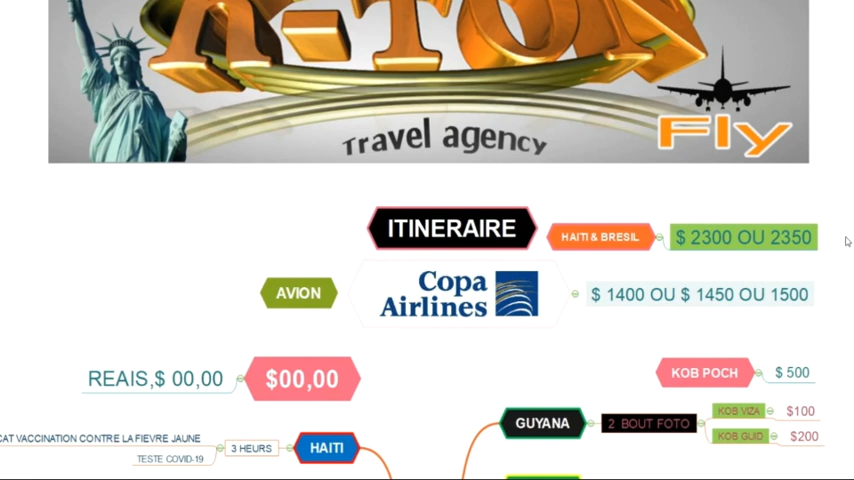 K-TON
Travel agency
Fly
ITINERAIRE
HAITI & BRESIL
$ 2300 OU 2350
AVION
Copa
Airlines
$ 1400 OU $ 1450 OU 1500
REAIS,$ 00,00
$00,00
KOB POCH
$ 500
GUYANA
2 BOUT FOTO
KOB VIZA
$100
KOB GUID
$200
CAT VACCINATION CONTRE LA FIEVRE JAUNE
TESTE COVID-19
3 HEURS
HAITI